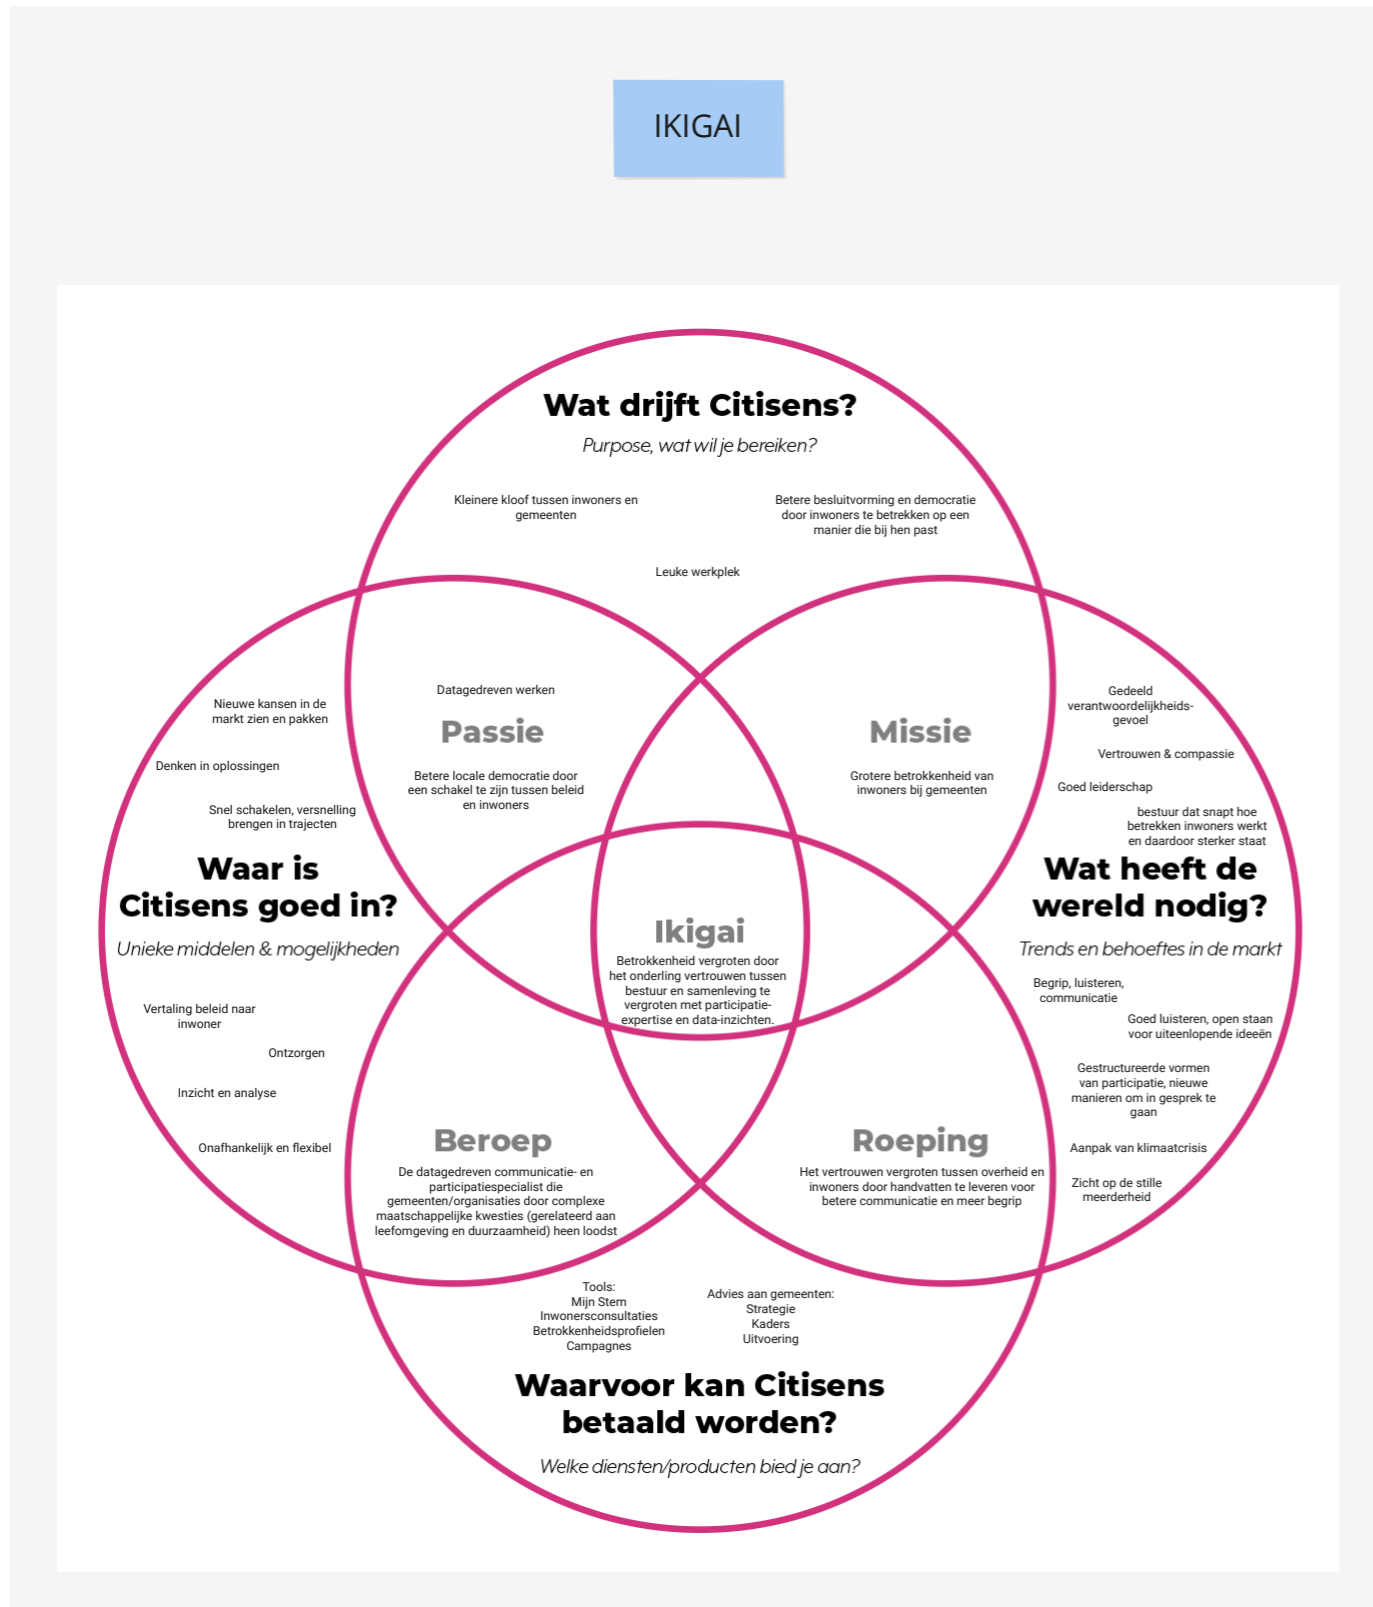 IKIGAI
Wat drijft Citisens?
Purpose, wat wil je bereiken?
Kleinere kloof tussen inwoners en
gemeenten
Betere besluitvorming en democratie
door inwoners te betrekken op een
manier die bij hen past
Leuke werkplek
Datagedreven werken
Passie
Betere locale democratie door
een schakel te zijn tussen beleid
en inwoners
Missie
Grotere betrokkenheid van
inwoners bij gemeenten
Nieuwe kansen in de
markt zien en pakken
Denken in oplossingen
Snel schakelen, versnelling
brengen in trajecten
Waar is
Citisens goed in?
Unieke middelen & mogelijkheden
Vertaling beleid naar
inwoner
Ontzorgen
Inzicht en analyse
Onafhankelijk en flexibel
Ikigai
Betrokkenheid vergroten door
het onderling vertrouwen tussen
bestuur en samenleving te
vergroten met participatie-
expertise en data-inzichten.
Gedeeld
verantwoordelijkheids-
gevoel
Vertrouwen & compassie
Goed leiderschap
bestuur dat snapt hoe
betrekken inwoners werkt
en daardoor sterker staat
Wat heeft de
wereld nodig?
Trends en behoeftes in de markt
Begrip, luisteren,
communicatie
Goed luisteren, open staan
voor uiteenlopende ideeën
Gestructureerde vormen
van participatie, nieuwe
manieren om in gesprek te
gaan
Aanpak van klimaatcrisis
Zicht op de stille
meerderheid
Beroep
De datagedreven communicatie- en
participatiespecialist die
gemeenten/organisaties door complexe
maatschappelijke kwesties (gerelateerd aan
leefomgeving en duurzaamheid) heen loodst
Roeping
Het vertrouwen vergroten tussen overheid en
inwoners door handvatten te leveren voor
betere communicatie en meer begrip
Tools:
Mijn Stem
Inwonersconsultaties
Betrokkenheidsprofielen
Campagnes
Advies aan gemeenten:
Strategie
Kaders
Uitvoering
Waarvoor kan Citisens
betaald worden?
Welke diensten/producten bied je aan?